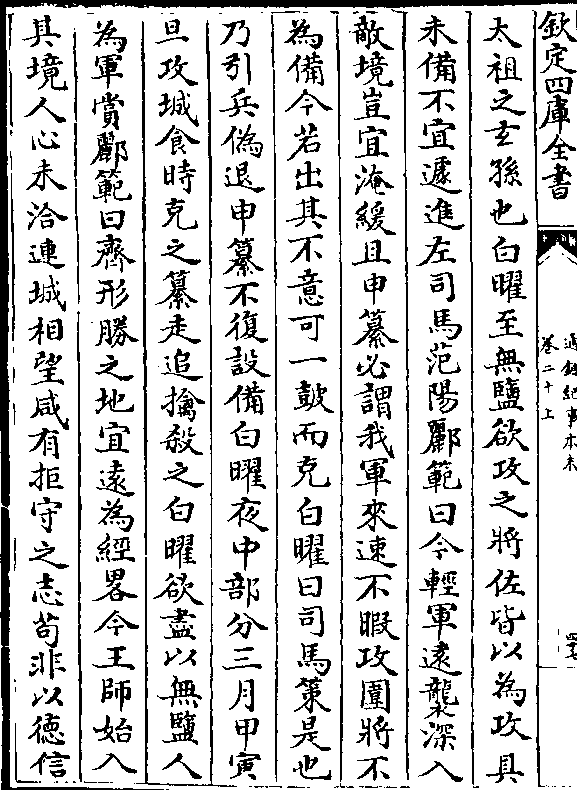 欽定四庫全書
通鑑紀事本末
卷二十上
太祖之玄孫也白曜至無鹽欲攻之將佐皆以為攻具
未備不宜遽進左司馬范陽酈範曰今輕軍遠襲深入
敵境豈宜淹緩且申纂必謂我軍來速不暇攻圍將不
為備今若出其不意可一鼓而克白曜曰司馬策是也
乃引兵偽退申纂不復設備白曜夜中部分三月甲寅
旦攻城食時克之纂走追擒殺之白曜欲盡以無鹽人
為軍賞酈範曰齊形勝之地宜遠為經畧今王師始入
其境人心未洽連城相望咸有拒守之志苟非以德信